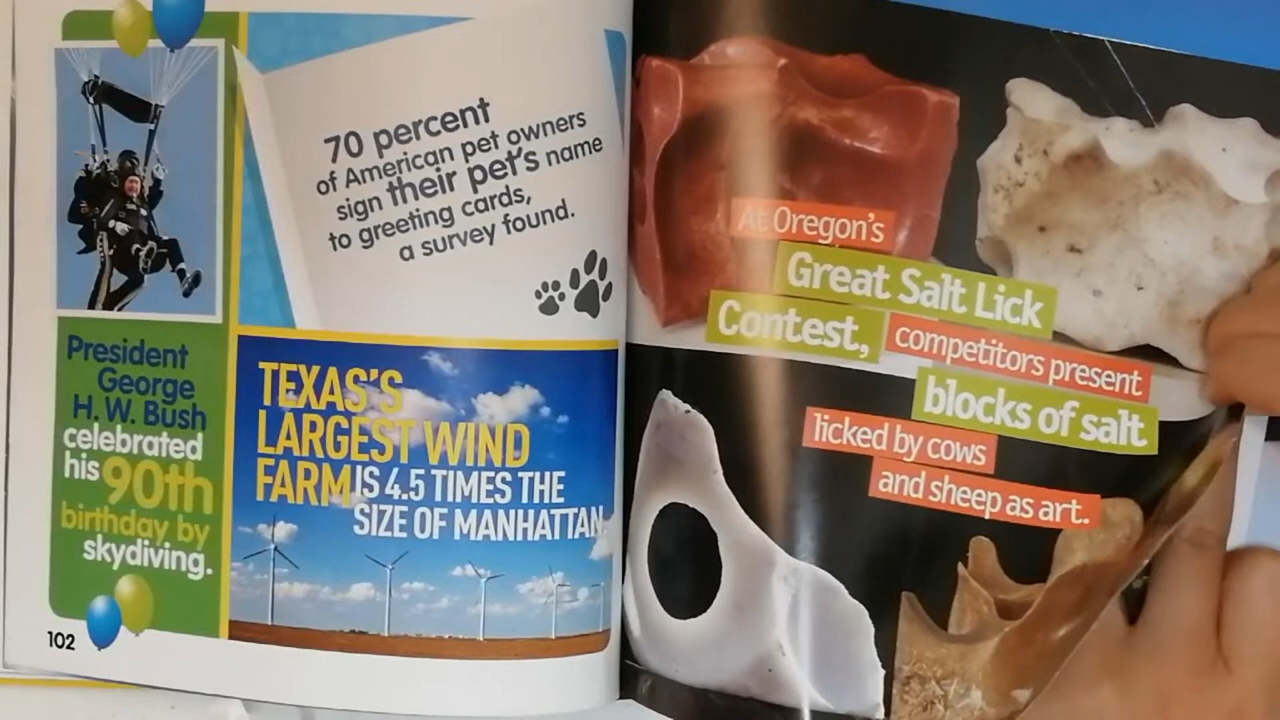 70 percent
of American pet owners
sign their pet's name
to greeting cards,
a survey found.
President
George
H. W. Bush
celebrated
his 90th
birthday by
skydiving.
TEXAS'S
LARGEST WIND
FARM IS 4.5 TIMES THE
SIZE OF MANHATTAN.
102
At Oregon's
Great Salt Lick
Contest,
competitors present
blocks of salt
licked by cows
and sheep as art.